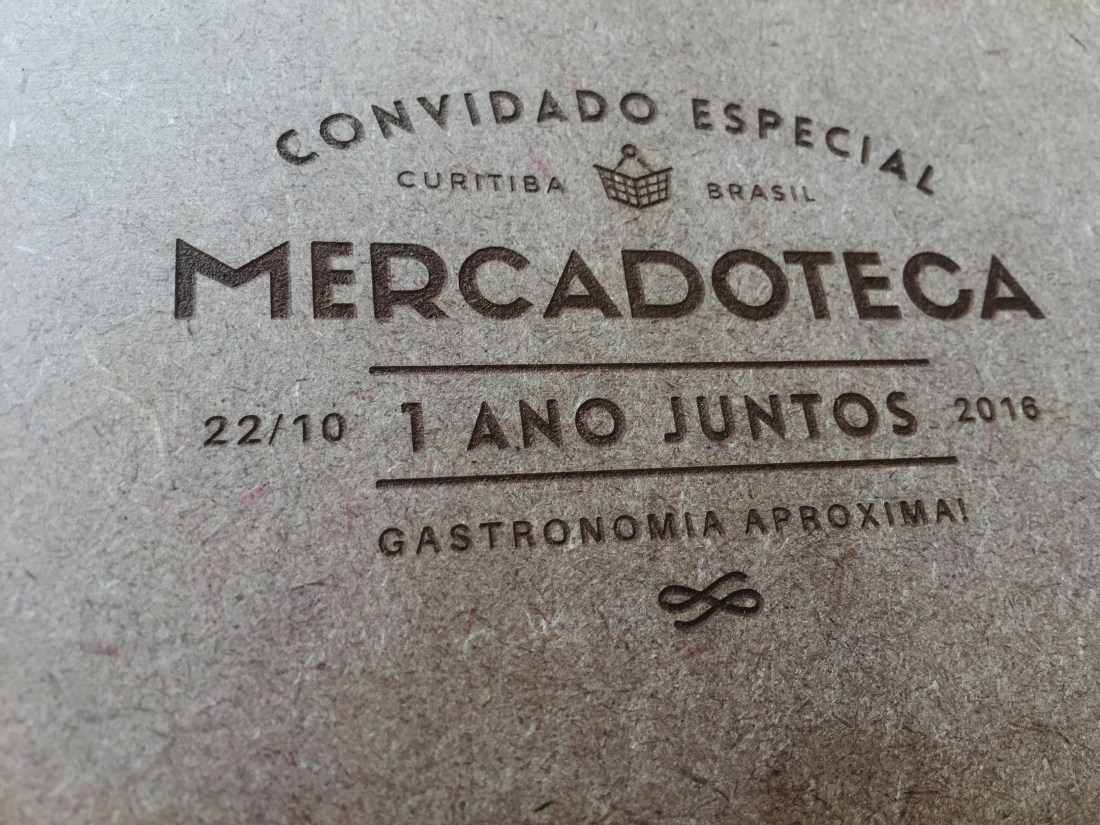 CONVIDADO ESPECIAL
CURITIBA BRASIL
MERCADOTECA
22/10 1 ANO JUNTOS 2016
GASTRONOMIA APROXIMA!